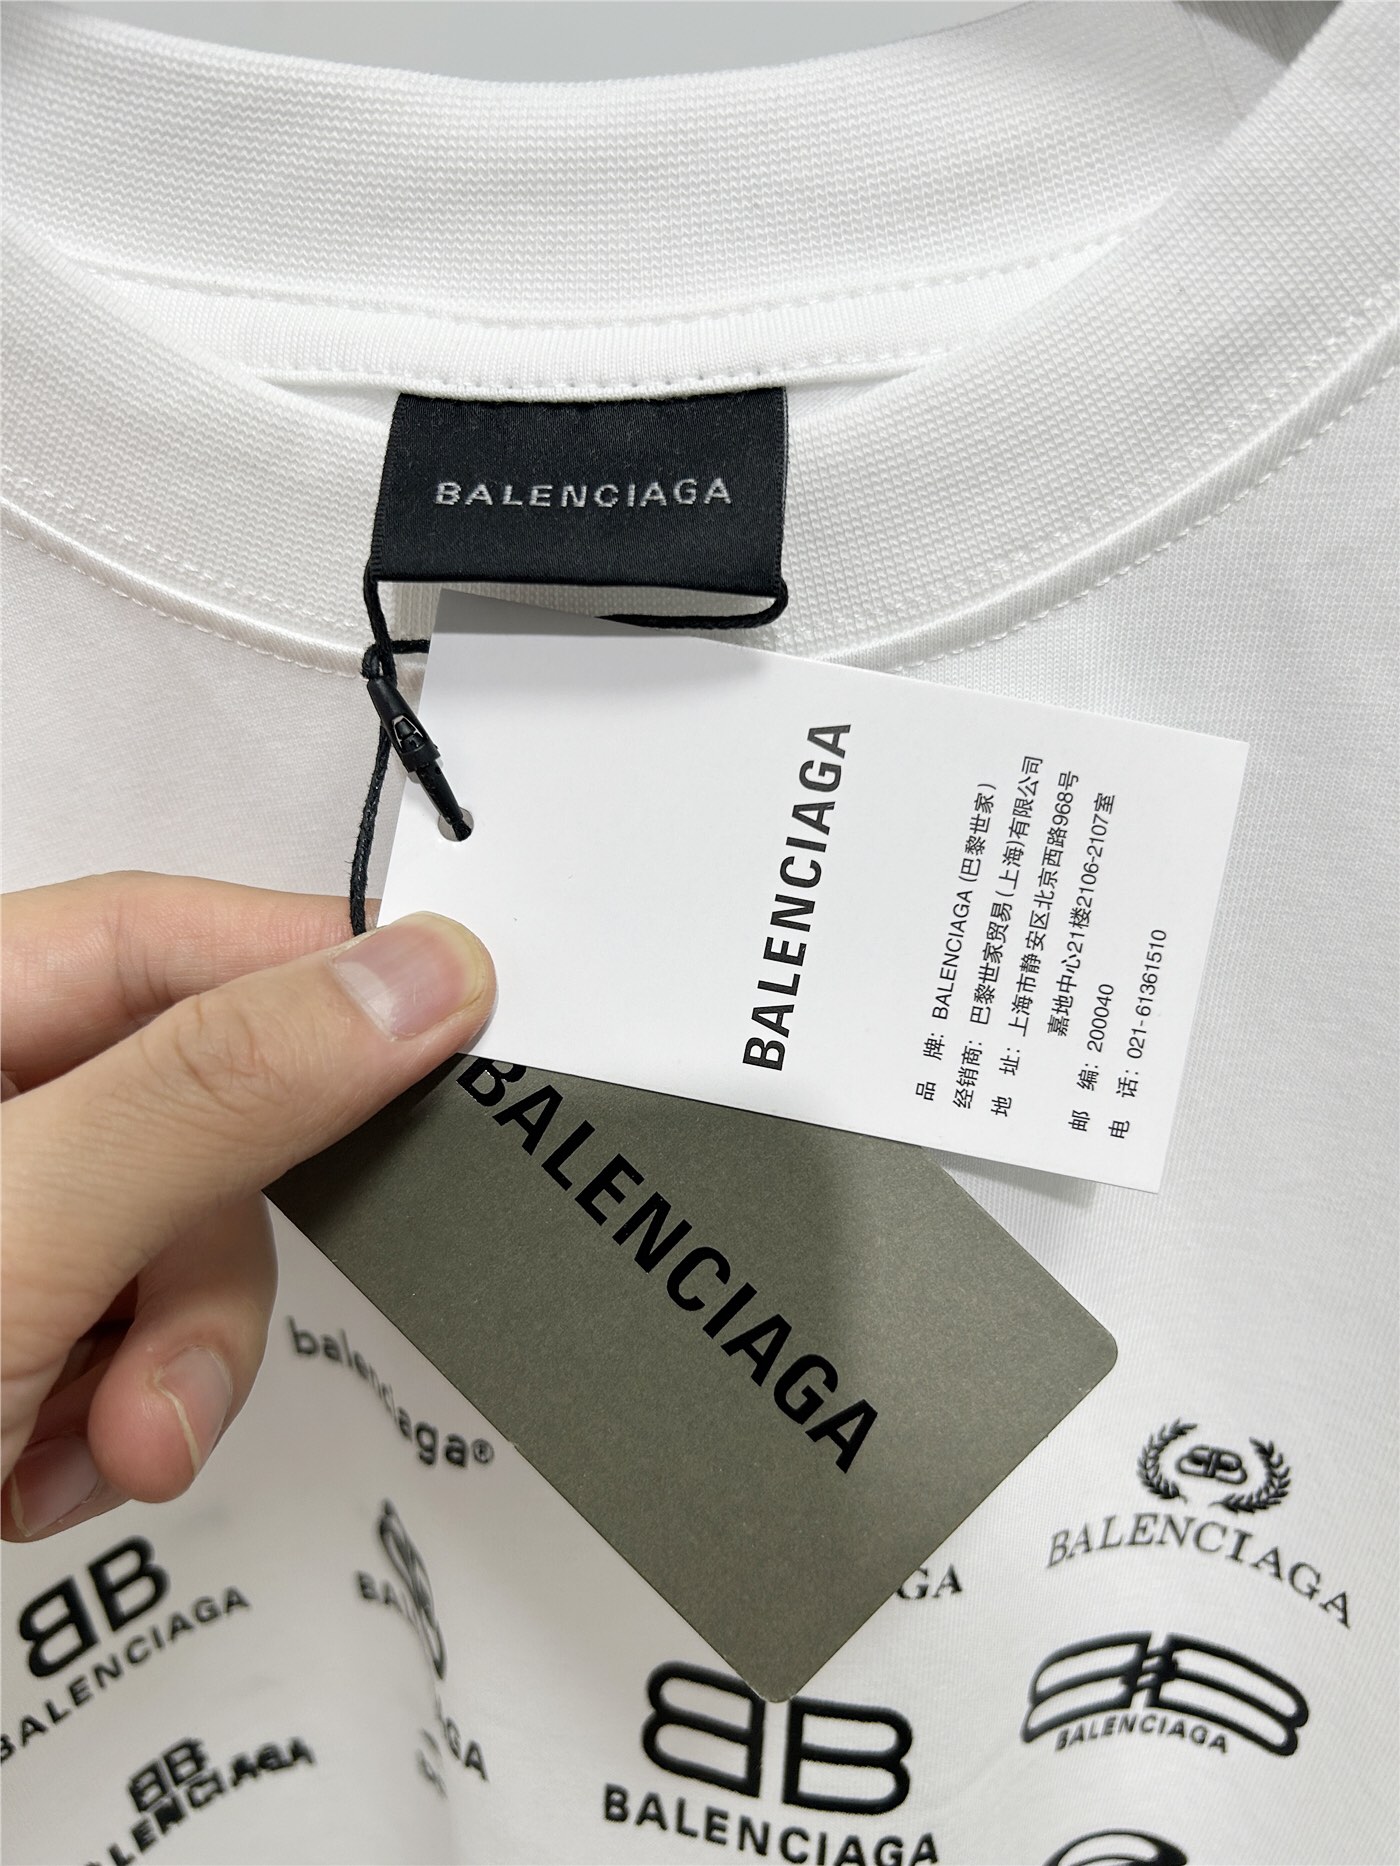 BALENCIAGA
BALENCIAGA
品 牌: BALENCIAGA (巴黎世家)
经销商: 巴黎世家贸易(上海)有限公司
地 址: 上海市静安区北京西路968号
嘉地中心21楼2106-2107室
邮 编: 200040
电 话: 021-61361510
BALENCIAGA
balenciaga®
BALENCIAGA
BB
BALENCIAGA
GA
BB
BALENCIAGA
BB
BALENCIAGA
BB
BALENCIAGA